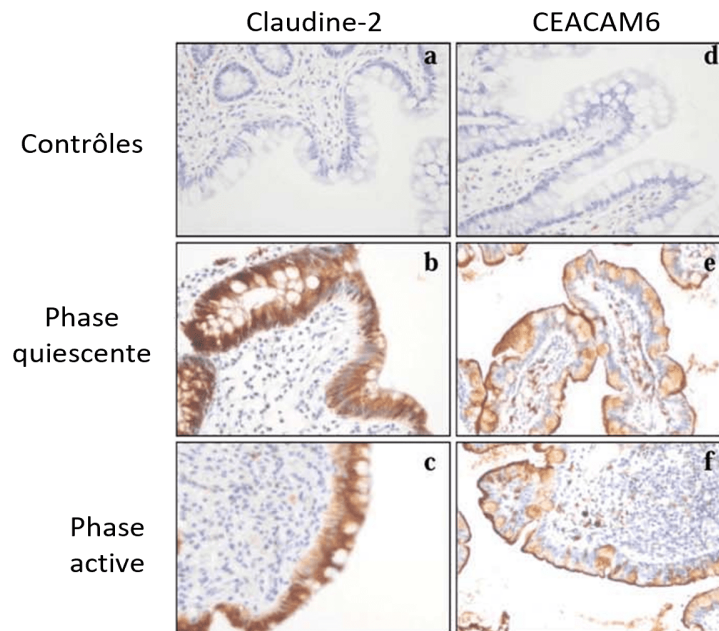 Claudine-2 CEACAM6
Contrôles a d
Phase
quiescente b e
Phase
active c f